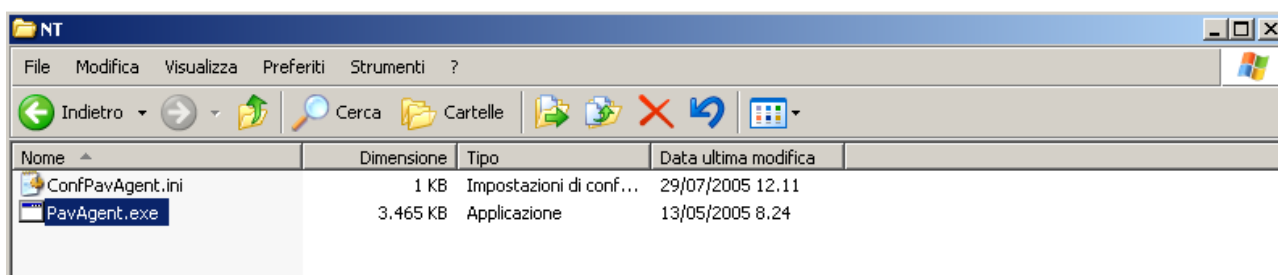 NT
File Modifica Visualizza Preferiti Strumenti ?
Indietro Cerca Cartelle
Nome Dimensione Tipo Data ultima modifica
ConfPavAgent.ini 1 KB Impostazioni di conf... 29/07/2005 12.11
PavAgent.exe 3.465 KB Applicazione 13/05/2005 8.24